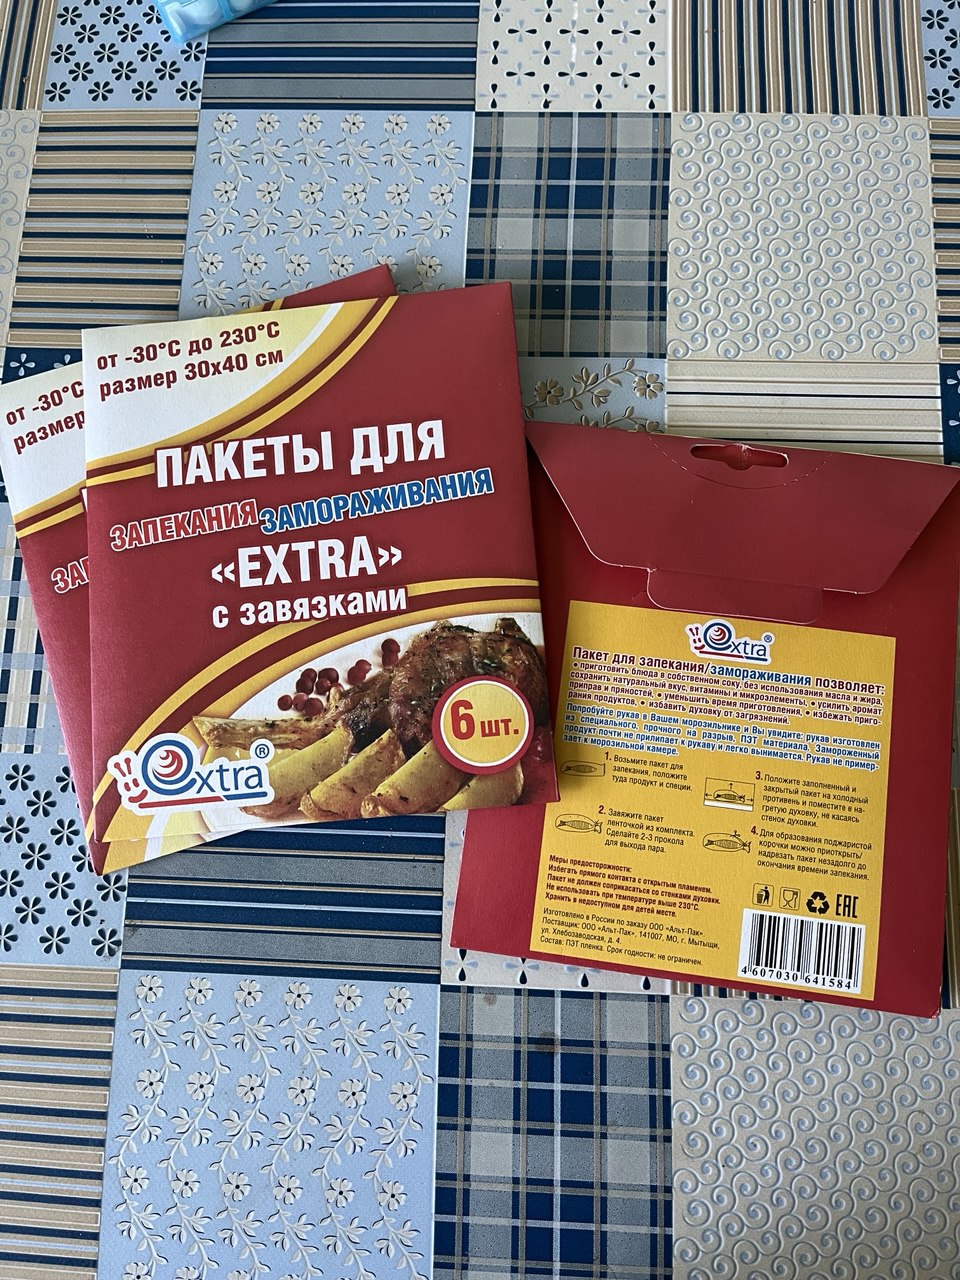 от -30°C до 230°C
размер 30х40 см
ПАКЕТЫ ДЛЯ
ЗАПЕКАНИЯ ЗАМОРАЖИВАНИЯ
«EXTRA»
с завязками
6 шт.
extra®
от -30°C
размер
ЗАП
extra®
Пакет для запекания/замораживания позволяет:
• приготовить блюда в собственном соку, без использования масла и жира,
сохранить натуральный вкус, витамины и микроэлементы, • усилить аромат
приправ и пряностей, • уменьшить время приготовления, • избежать приго-
рания продуктов, • избавить духовку от загрязнений.
Попробуйте рукав в Вашем морозильнике и Вы увидите: рукав изготовлен
из специального, прочного на разрыв, ПЭТ материала. Замороженный
продукт почти не прилипает к рукаву и легко вынимается. Рукав не пример-
зает к морозильной камере.
1. Возьмите пакет для
запекания, положите
туда продукт и специи.
2. Завяжите пакет
ленточкой из комплекта.
Сделайте 2-3 прокола
для выхода пара.
3. Положите заполненный и
закрытый пакет на холодный
противень и поместите в на-
гретую духовку, не касаясь
стенок духовки.
4. Для образования поджаристой
корочки можно приоткрыть/
надрезать пакет незадолго до
окончания времени запекания.
Меры предосторожности:
Избегать прямого контакта с открытым пламенем.
Пакет не должен соприкасаться со стенками духовки.
Не использовать при температуре выше 230°C.
Хранить в недоступном для детей месте.
Изготовлено в России по заказу ООО «Альт-Пак».
Поставщик: ООО «Альт-Пак», 141007, МО, г. Мытищи,
ул. Хлебозаводская, д. 4.
Состав: ПЭТ пленка. Срок годности: не ограничен.
EAC
4 607030 641584